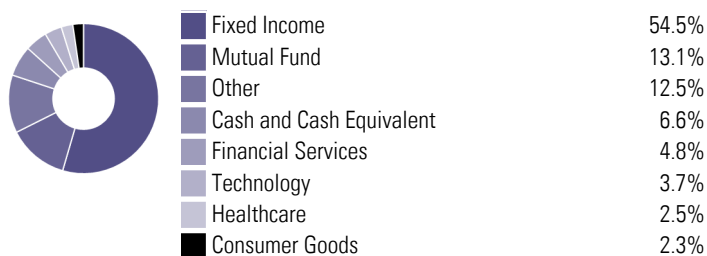 Fixed Income 54.5%
Mutual Fund 13.1%
Other 12.5%
Cash and Cash Equivalent 6.6%
Financial Services 4.8%
Technology 3.7%
Healthcare 2.5%
Consumer Goods 2.3%